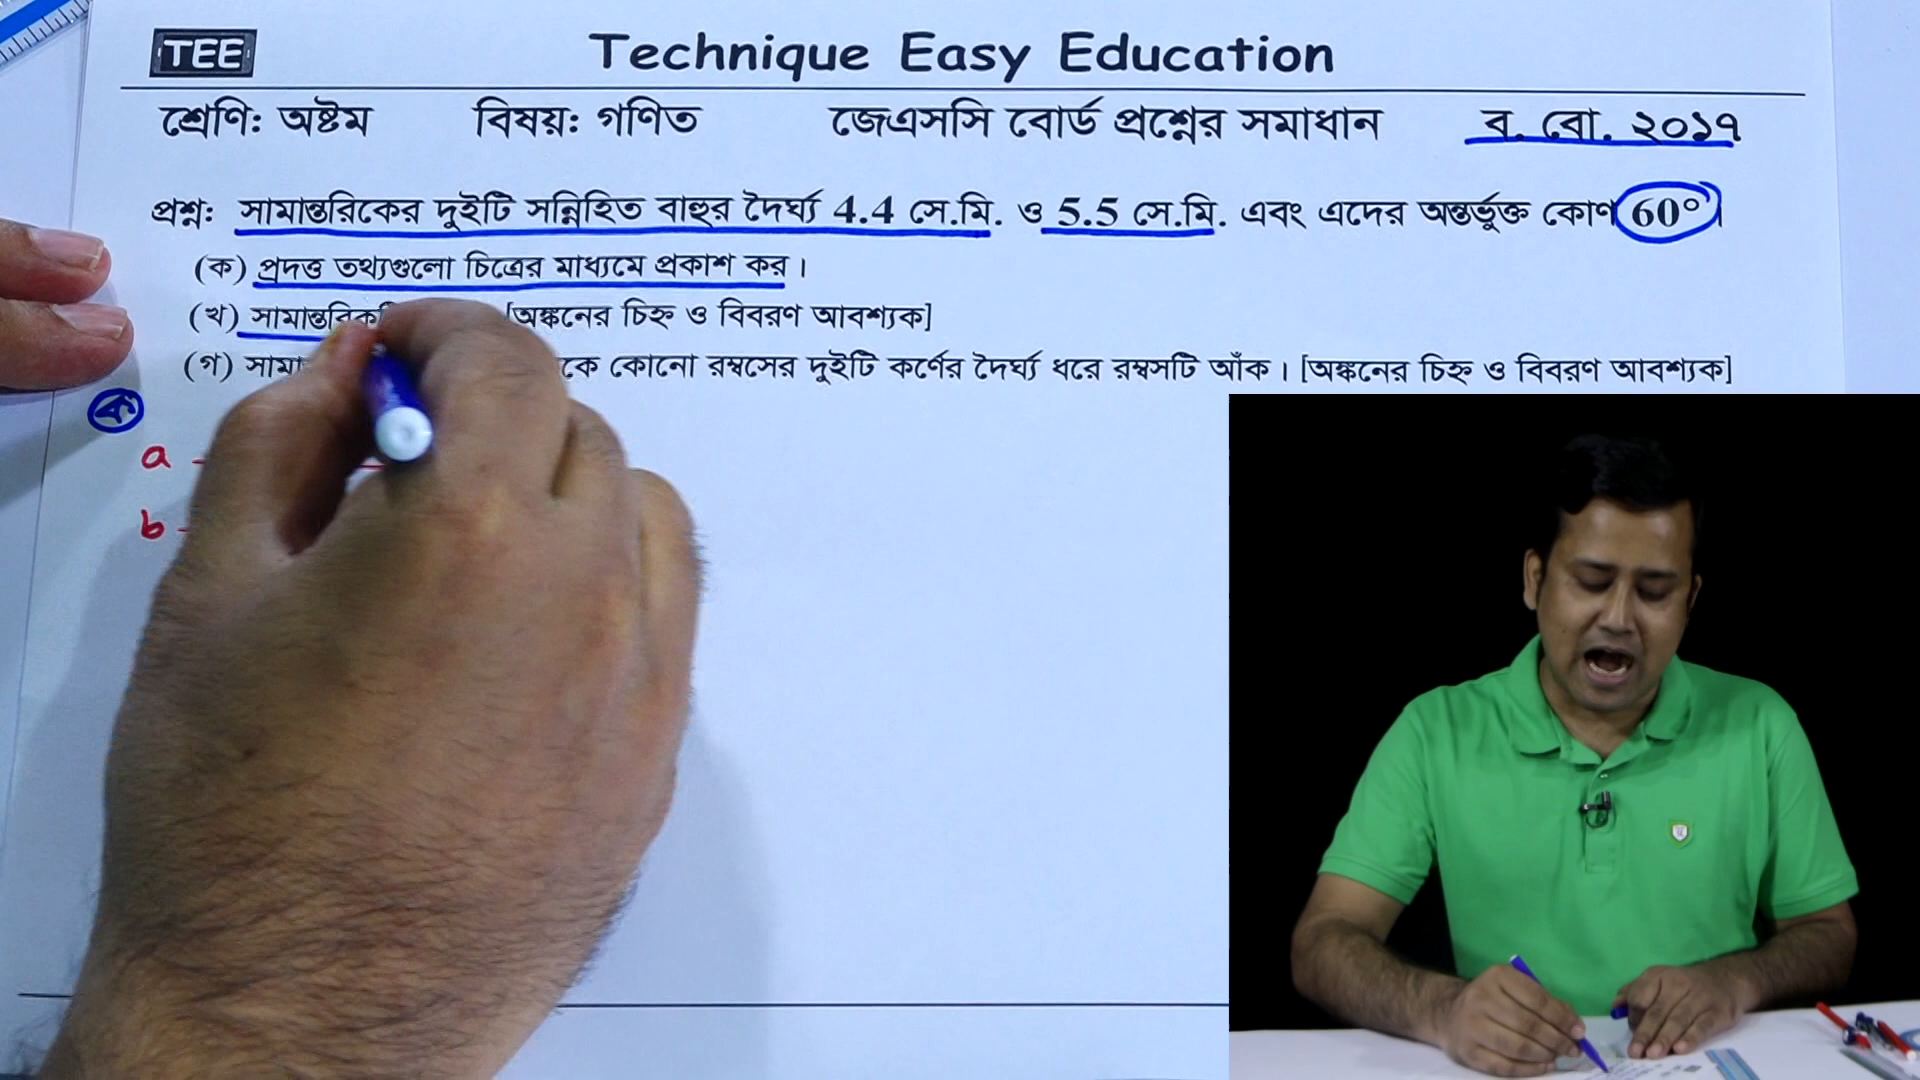 TEE Technique Easy Education
শ্রেণি: অষ্টম বিষয়: গণিত জেএসসি বোর্ড প্রশ্নের সমাধান ব. বো. ২০১৭
প্রশ্ন: সামান্তরিকের দুইটি সন্নিহিত বাহুর দৈর্ঘ্য 4.4 সে.মি. ও 5.5 সে.মি. এবং এদের অন্তর্ভুক্ত কোণ 60°।
(ক) প্রদত্ত তথ্যগুলো চিত্রের মাধ্যমে প্রকাশ কর।
(খ) [অঙ্কনের চিহ্ন ও বিবরণ আবশ্যক]
(গ) কোনো রম্বসের দুইটি কর্ণের দৈর্ঘ্য ধরে রম্বসটি আঁক। [অঙ্কনের চিহ্ন ও বিবরণ আবশ্যক]
ক
a
b